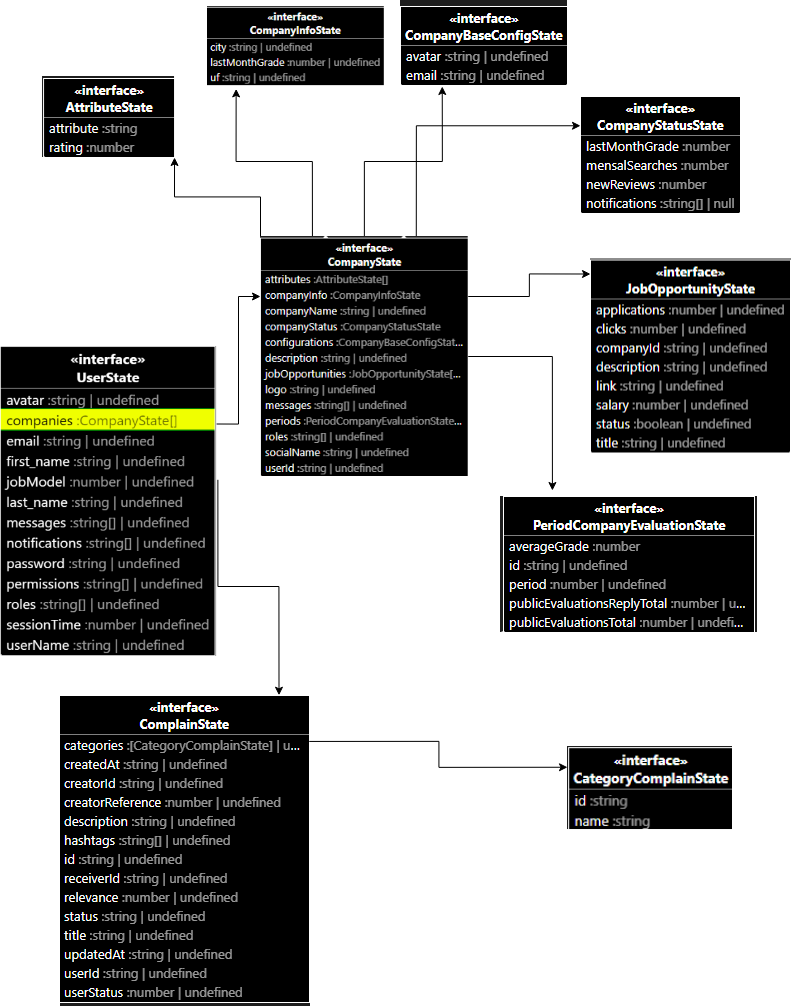 «interface»
CompanyInfoState
city :string | undefined
lastMonthGrade :number | undefined
uf :string | undefined
«interface»
CompanyBaseConfigState
avatar :string | undefined
email :string | undefined
«interface»
AttributeState
attribute :string
rating :number
«interface»
CompanyStatusState
lastMonthGrade :number
mensalSearches :number
newReviews :number
notifications :string[] | null
«interface»
CompanyState
attributes :AttributeState[]
companyInfo :CompanyInfoState
companyName :string | undefined
companyStatus :CompanyStatusState
configurations :CompanyBaseConfigStat...
description :string | undefined
jobOpportunities :JobOpportunityState[...
logo :string | undefined
messages :string[] | undefined
periods :PeriodCompanyEvaluationState...
roles :string[] | undefined
socialName :string | undefined
userId :string | undefined
«interface»
JobOpportunityState
applications :number | undefined
clicks :number | undefined
companyId :string | undefined
description :string | undefined
link :string | undefined
salary :number | undefined
status :boolean | undefined
title :string | undefined
«interface»
UserState
avatar :string | undefined
companies :CompanyState[]
email :string | undefined
first_name :string | undefined
jobModel :number | undefined
last_name :string | undefined
messages :string[] | undefined
notifications :string[] | undefined
password :string | undefined
permissions :string[] | undefined
roles :string[] | undefined
sessionTime :number | undefined
userName :string | undefined
«interface»
PeriodCompanyEvaluationState
averageGrade :number
id :string | undefined
period :number | undefined
publicEvaluationsReplyTotal :number | u...
publicEvaluationsTotal :number | undefi...
«interface»
ComplainState
categories :[CategoryComplainState] | u...
createdAt :string | undefined
creatorId :string | undefined
creatorReference :number | undefined
description :string | undefined
hashtags :string[] | undefined
id :string | undefined
receiverId :string | undefined
relevance :number | undefined
status :string | undefined
title :string | undefined
updatedAt :string | undefined
userId :string | undefined
userStatus :number | undefined
«interface»
CategoryComplainState
id :string
name :string